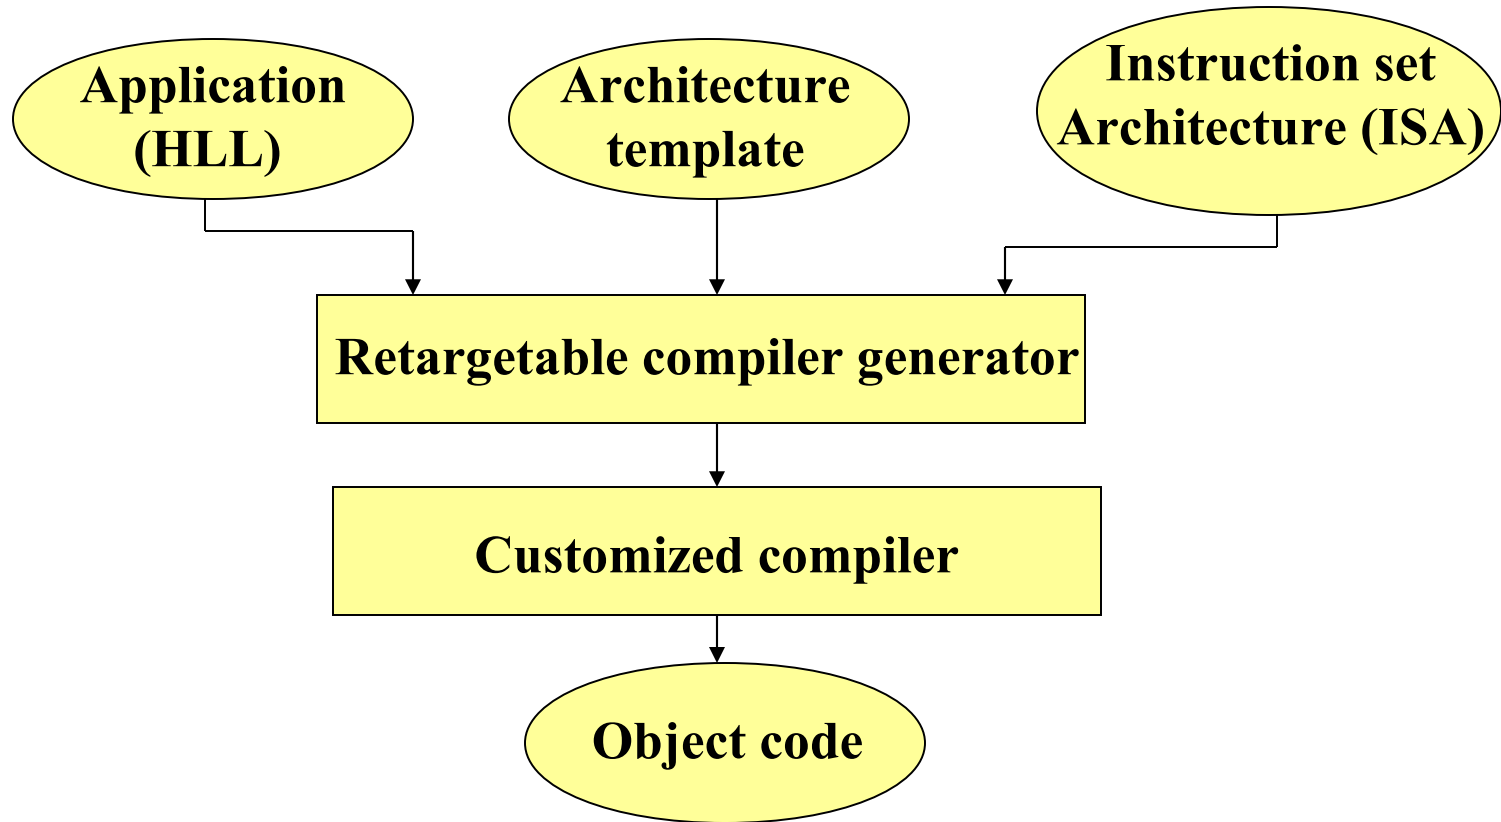 Application
(HLL)
Architecture
template
Instruction set
Architecture (ISA)
Retargetable compiler generator
Customized compiler
Object code